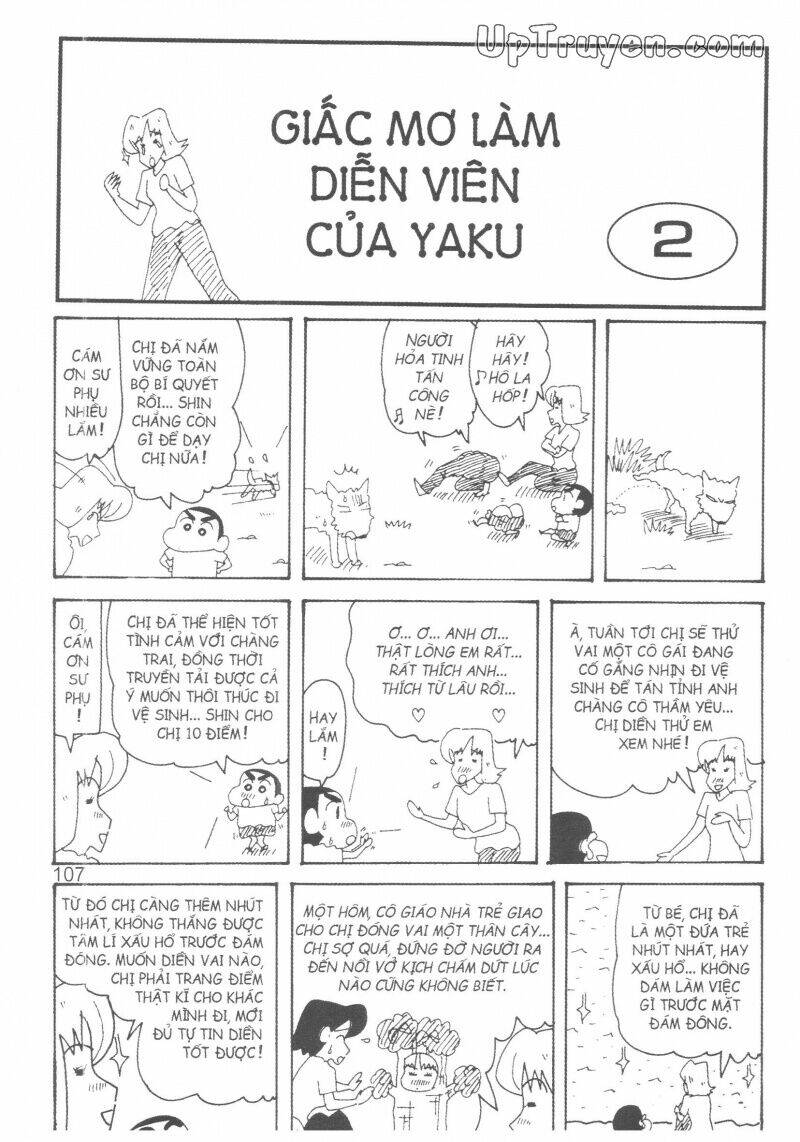 UpTruyen.com
GIẤC MƠ LÀM
DIỄN VIÊN
CỦA YAKU
2
HÂY
HÂY!
♪HÔ LA
HỐP!
NGƯỜI
HỎA TINH
TẤN
CÔNG
♫ NÈ!
CHỊ ĐÃ NẮM
VỮNG TOÀN
BỘ BÍ QUYẾT
RỒI... SHIN
CHẲNG CÒN
GÌ ĐỂ DẠY
CHỊ NỮA!
CÁM
ƠN SƯ
PHỤ
NHIỀU
LẮM!
À, TUẦN TỚI CHỊ SẼ THỬ
VAI MỘT CÔ GÁI ĐANG
CỐ GẮNG NHỊN ĐI VỆ
SINH ĐỂ TÁN TỈNH ANH
CHÀNG CÔ THẦM YÊU...
CHỊ DIỄN THỬ EM
XEM NHÉ!
Ơ... Ơ... ANH ƠI...
THẬT LÒNG EM RẤT...
RẤT THÍCH ANH...
THÍCH TỪ LÂU RỒI...
HAY
LẮM!
CHỊ ĐÃ THỂ HIỆN TỐT
TÌNH CẢM VỚI CHÀNG
TRAI, ĐỒNG THỜI
TRUYỀN TẢI ĐƯỢC CẢ
Ý MUỐN THÔI THÚC ĐI
VỆ SINH... SHIN CHO
CHỊ 10 ĐIỂM!
ÔI,
CÁM
ƠN
SƯ
PHỤ
!
107
TỪ BÉ, CHỊ ĐÃ
LÀ MỘT ĐỨA TRẺ
NHÚT NHÁT, HAY
XẤU HỔ... KHÔNG
DÁM LÀM VIỆC
GÌ TRƯỚC MẶT
ĐÁM ĐÔNG.
MỘT HÔM, CÔ GIÁO NHÀ TRẺ GIAO
CHO CHỊ ĐÓNG VAI MỘT THÂN CÂY...
CHỊ SỢ QUÁ, ĐỨNG ĐỜ NGƯỜI RA
ĐẾN NỖI VỞ KỊCH CHẤM DỨT LÚC
NÀO CŨNG KHÔNG BIẾT.
TỪ ĐÓ CHỊ CÀNG THÊM NHÚT
NHÁT, KHÔNG THẮNG ĐƯỢC
TÂM LÍ XẤU HỔ TRƯỚC ĐÁM
ĐÔNG. MUỐN DIỄN VAI NÀO,
CHỊ PHẢI TRANG ĐIỂM
THẬT KĨ CHO KHÁC
MÌNH ĐI, MỚI
ĐỦ TỰ TIN DIỄN
TỐT ĐƯỢC!